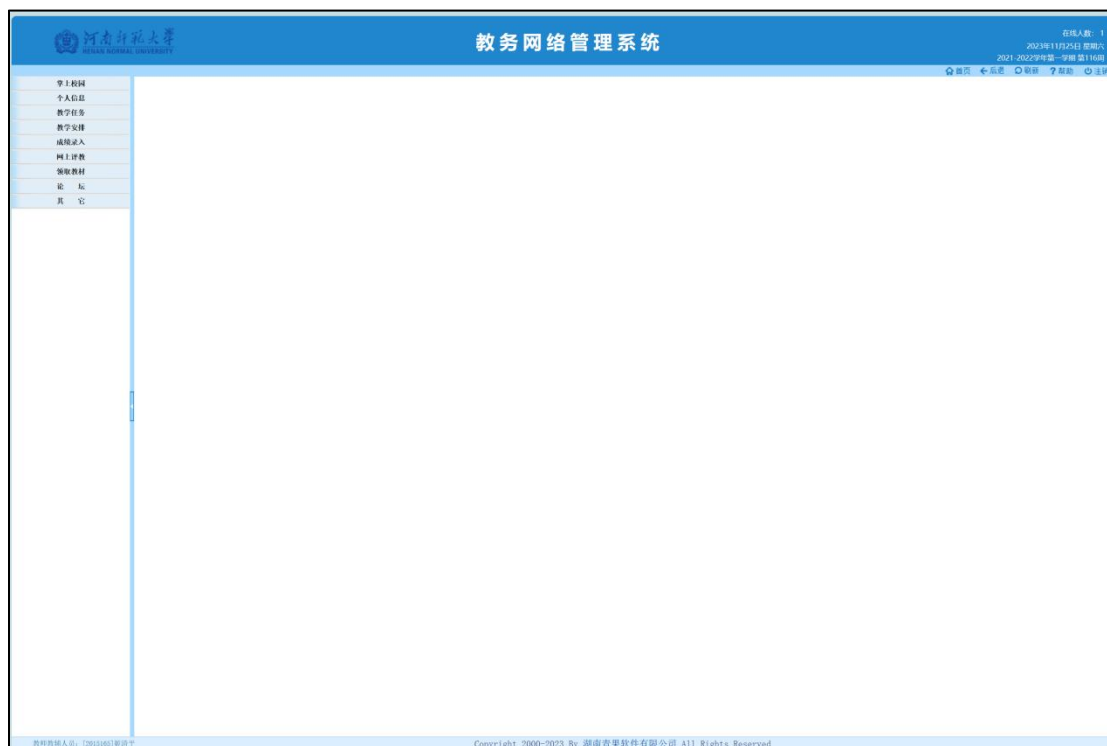 河南师范大学
HENAN NORMAL UNIVERSITY
教务网络管理系统
在线人数: 1
2023年11月25日 星期六
2021-2022学年第一学期 第116周
首页 后退 刷新 ?帮助 注销
掌上校园
个人信息
教学任务
教学安排
成绩录入
网上评教
领取教材
论 坛
其 它
Copyright 2000-2023 By 湖南青果软件有限公司 All Rights Reserved